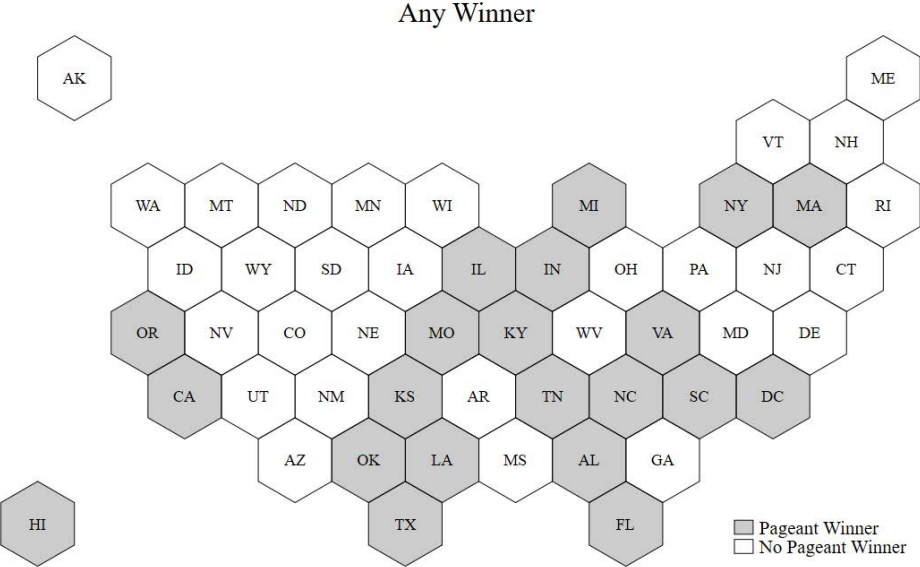 Any Winner
AK
ME
VT NH
WA MT ND MN WI MI NY MA RI
ID WY SD IA IL IN OH PA NJ CT
OR NV CO NE MO KY WV VA MD DE
CA UT NM KS AR TN NC SC DC
AZ OK LA MS AL GA
HI TX FL
Pageant Winner
No Pageant Winner